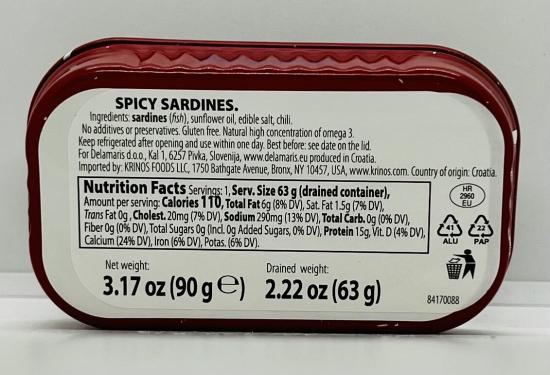 SPICY SARDINES.
Ingredients: sardines (fish), sunflower oil, edible salt, chili.
No additives or preservatives. Gluten free. Natural high concentration of omega 3.
Keep refrigerated after opening and use within one day. Best before: see date on the lid.
For Delamaris d.o.o., Kal 1, 6257 Pivka, Slovenija, www.delamaris.eu produced in Croatia.
Imported by: KRINOS FOODS LLC, 1750 Bathgate Avenue, Bronx, NY 10457, USA, www.krinos.com. Country of origin: Croatia.
Nutrition Facts Servings: 1, Serv. Size 63 g (drained container),
Amount per serving: Calories 110, Total Fat 6g (8% DV), Sat. Fat 1.5g (7% DV),
Trans Fat 0g, Cholest. 20mg (7% DV), Sodium 290mg (13% DV), Total Carb. 0g (0% DV),
Fiber 0g (0% DV), Total Sugars 0g (Incl. 0g Added Sugars, 0% DV), Protein 15g, Vit. D (4% DV),
Calcium (24% DV), Iron (6% DV), Potas. (6% DV).
HR
2960
EU
41
ALU
22
PAP
Net weight:
3.17 oz (90 g ℮)
Drained weight:
2.22 oz (63 g)
84170088